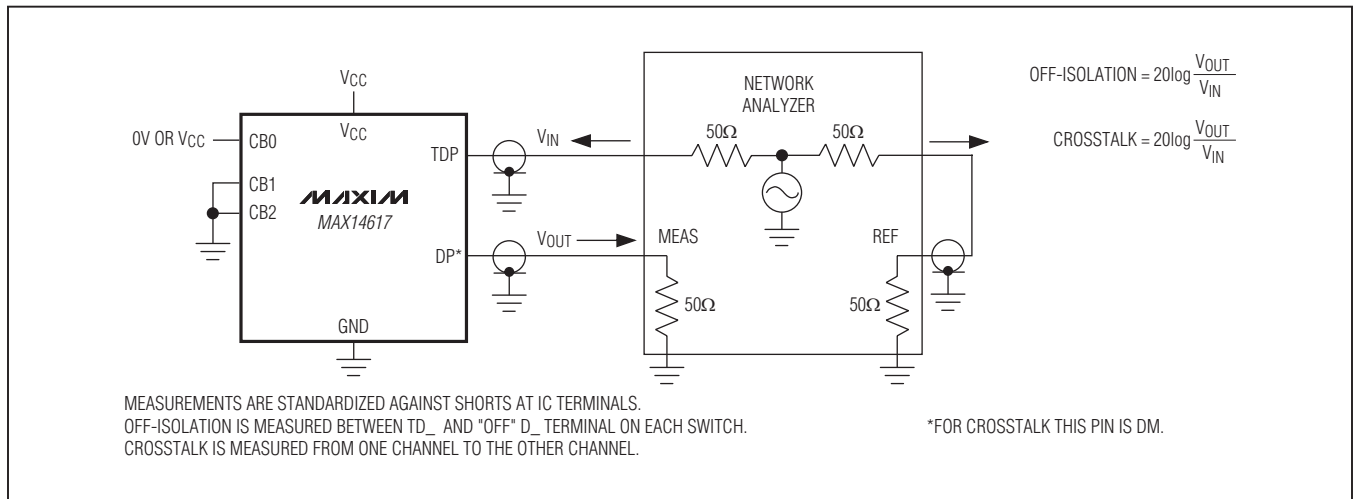 VCC
NETWORK
ANALYZER
OFF-ISOLATION = 20log VOUT/VIN
0V OR VCC
CB0
VCC
TDP
VIN
50Ω
50Ω
CROSSTALK = 20log VOUT/VIN
CB1
CB2
MAXIM
MAX14617
DP*
VOUT
MEAS
REF
50Ω
50Ω
GND
MEASUREMENTS ARE STANDARDIZED AGAINST SHORTS AT IC TERMINALS.
OFF-ISOLATION IS MEASURED BETWEEN TD_ AND "OFF" D_ TERMINAL ON EACH SWITCH.
*FOR CROSSTALK THIS PIN IS DM.
CROSSTALK IS MEASURED FROM ONE CHANNEL TO THE OTHER CHANNEL.